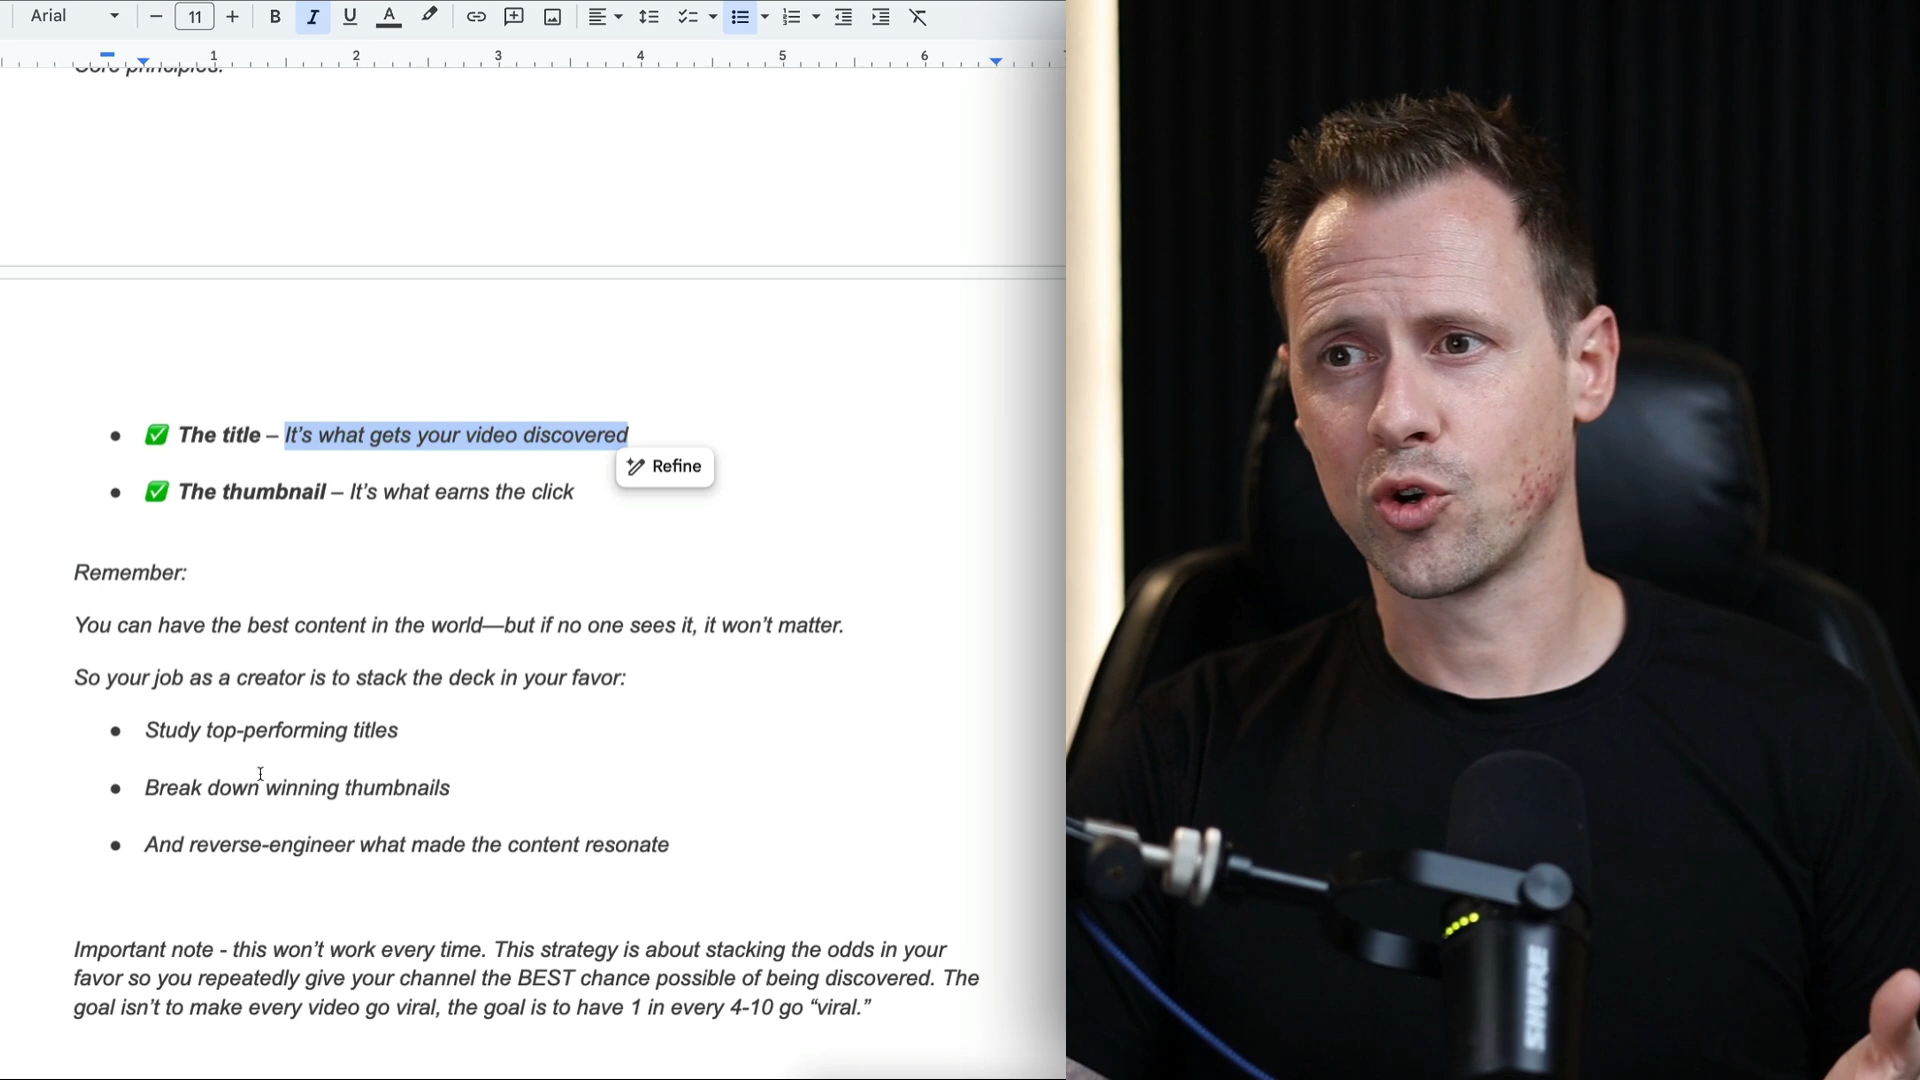 Arial
11
B
I
U
A
1 2 3 4 5 6
Core principles:
● ✅ The title – It’s what gets your video discovered
Refine
● ✅ The thumbnail – It’s what earns the click
Remember:
You can have the best content in the world—but if no one sees it, it won’t matter.
So your job as a creator is to stack the deck in your favor:
● Study top-performing titles
● Break down winning thumbnails
● And reverse-engineer what made the content resonate
Important note - this won’t work every time. This strategy is about stacking the odds in your
favor so you repeatedly give your channel the BEST chance possible of being discovered. The
goal isn’t to make every video go viral, the goal is to have 1 in every 4-10 go “viral.”
SHURE